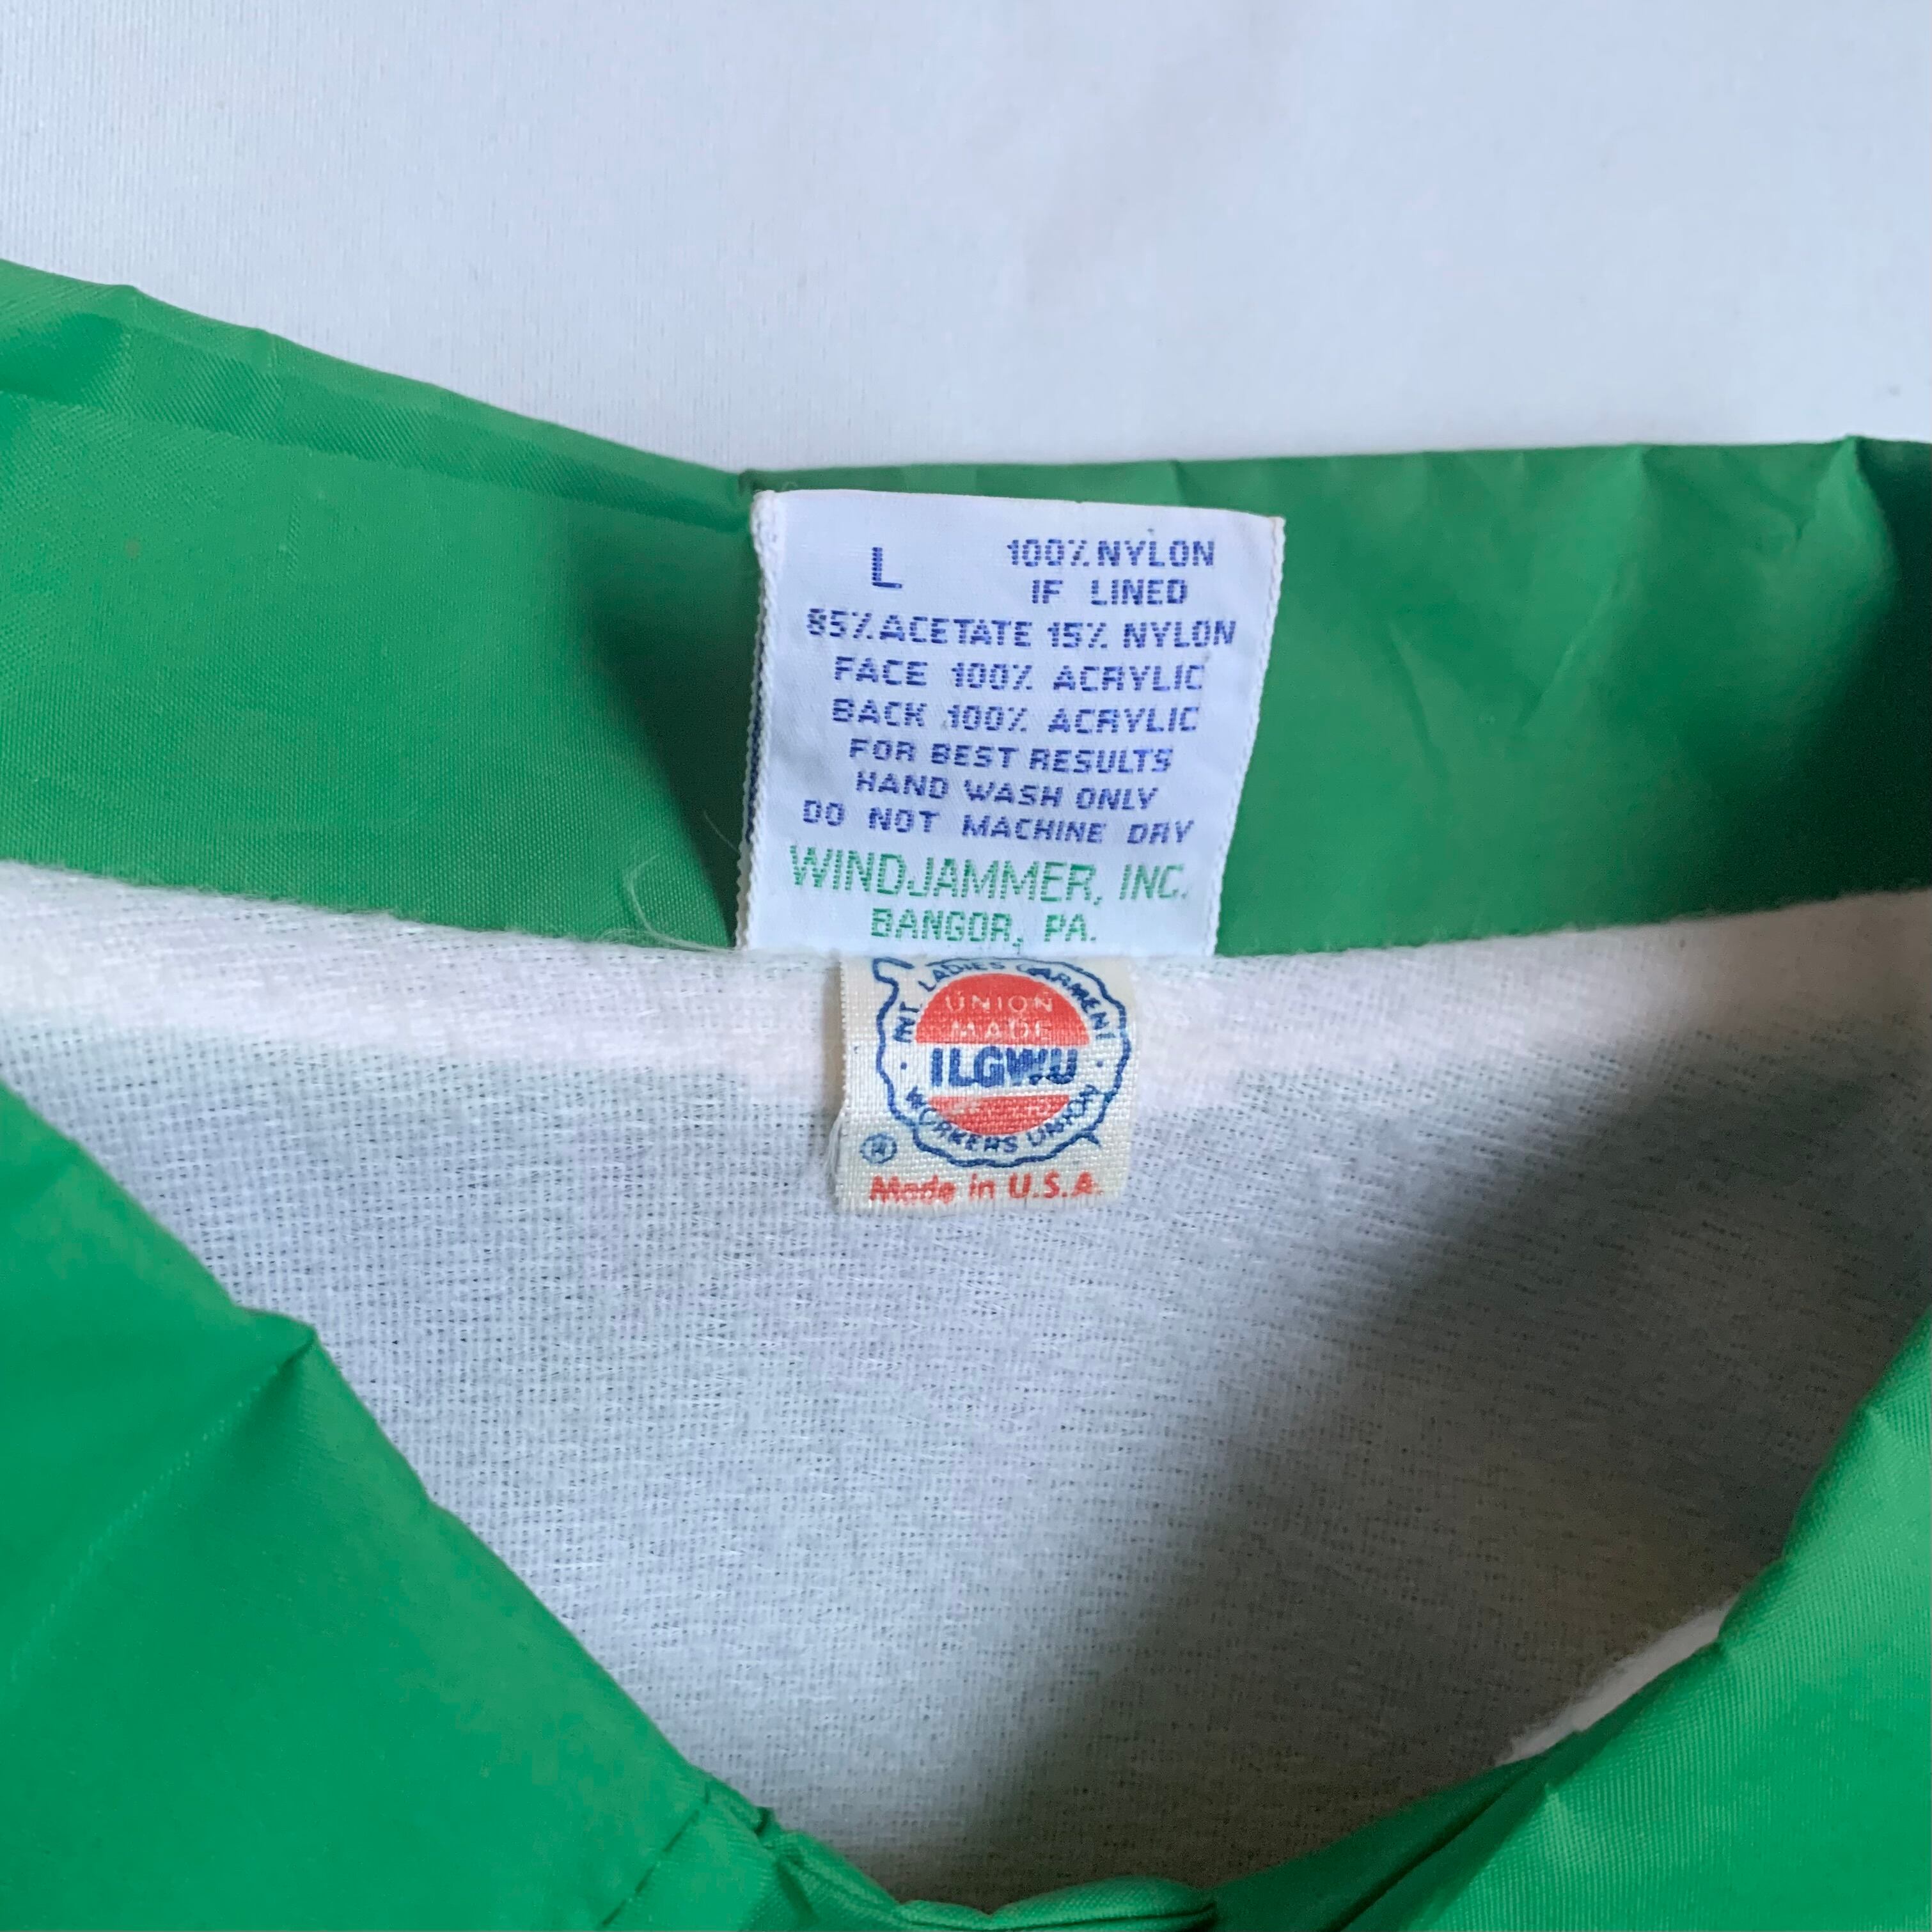 L 100% NYLON
IF LINED
85% ACETATE 15% NYLON
FACE 100% ACRYLIC
BACK 100% ACRYLIC
FOR BEST RESULTS
HAND WASH ONLY
DO NOT MACHINE DRY
WINDJAMMER, INC.
BANGOR, PA.
INT. LADIES GARMENT
UNION
MADE
ILGWU
WORKERS UNION
®
Made in U.S.A.